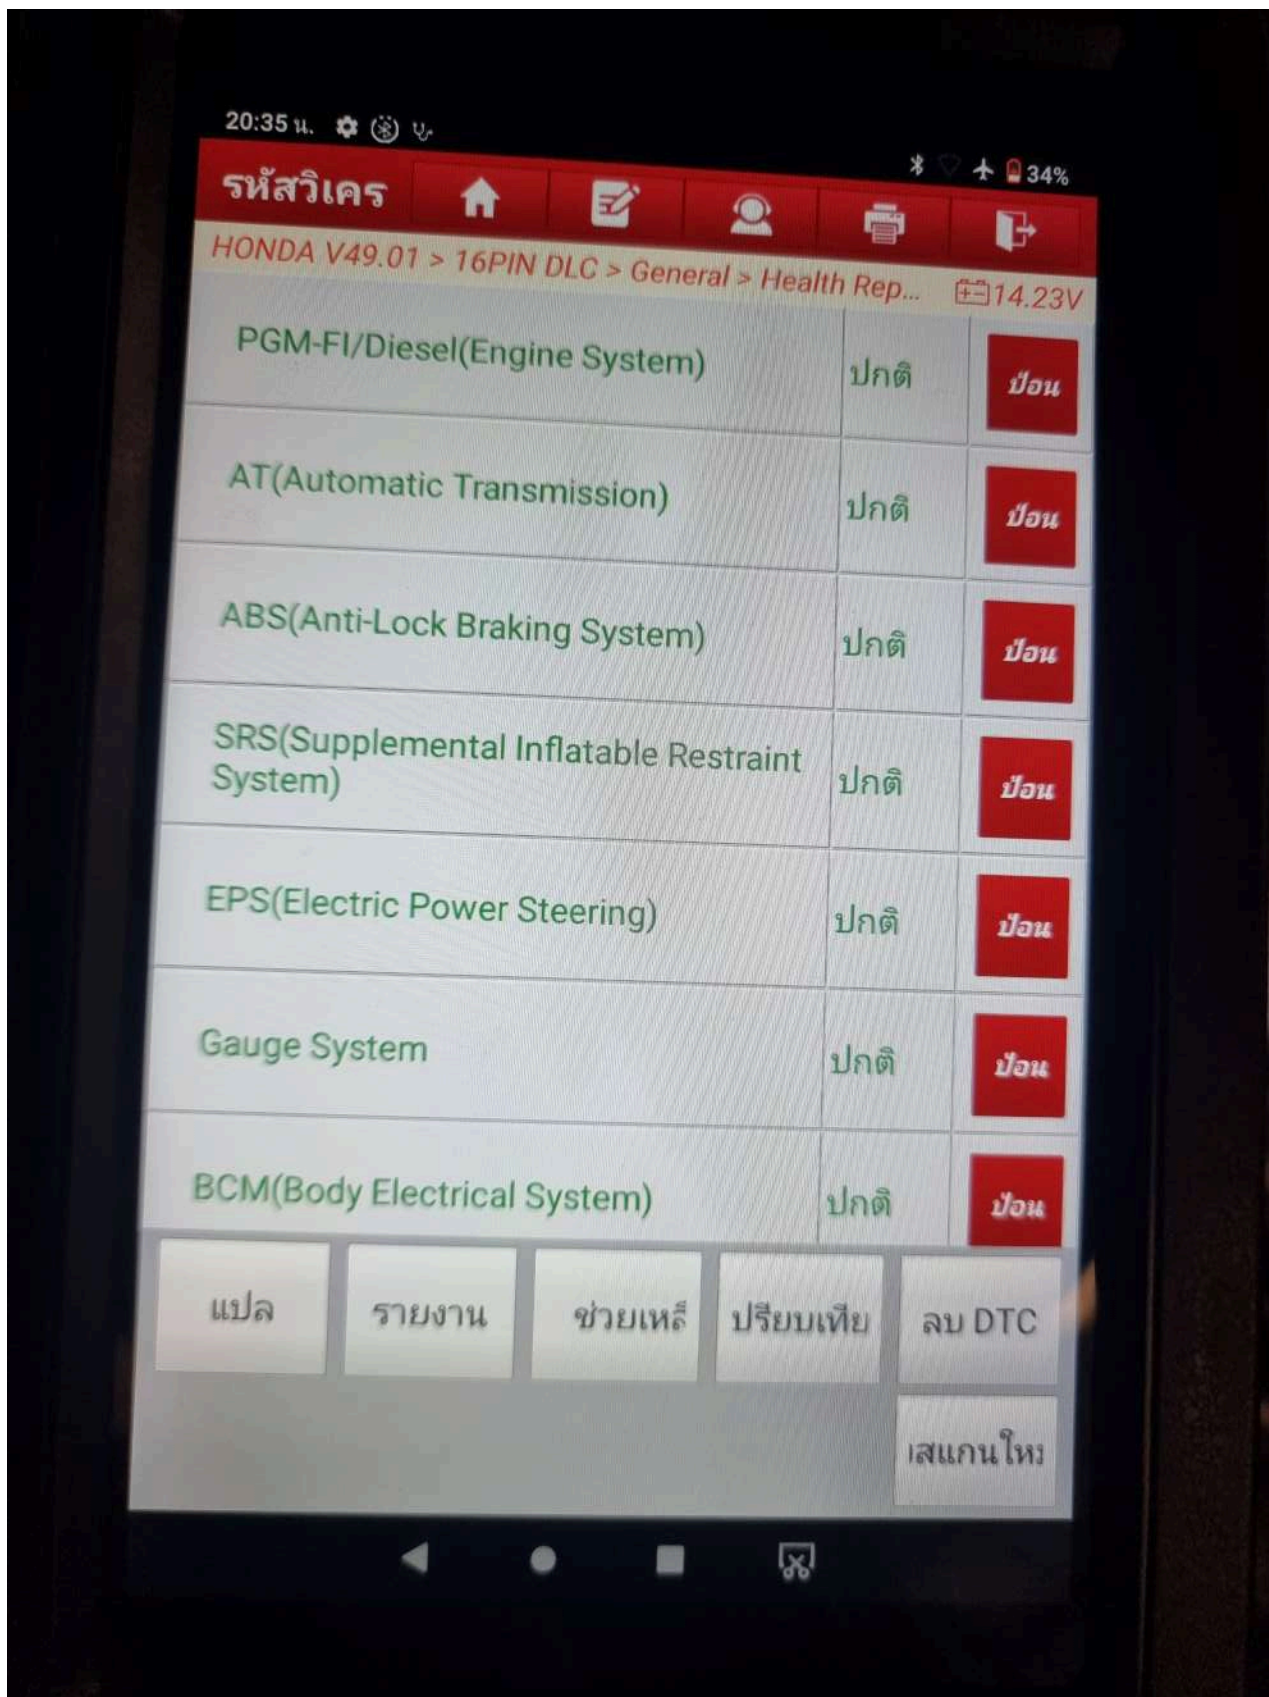 20:35 น.
34%
รหัสวิเคร
HONDA V49.01 > 16PIN DLC > General > Health Rep...
14.23V
PGM-FI/Diesel(Engine System)
ปกติ
ป้อน
AT(Automatic Transmission)
ปกติ
ป้อน
ABS(Anti-Lock Braking System)
ปกติ
ป้อน
SRS(Supplemental Inflatable Restraint
System)
ปกติ
ป้อน
EPS(Electric Power Steering)
ปกติ
ป้อน
Gauge System
ปกติ
ป้อน
BCM(Body Electrical System)
ปกติ
ป้อน
แปล
รายงาน
ช่วยเหลื
ปรียบเทีย
ลบ DTC
สแกนให